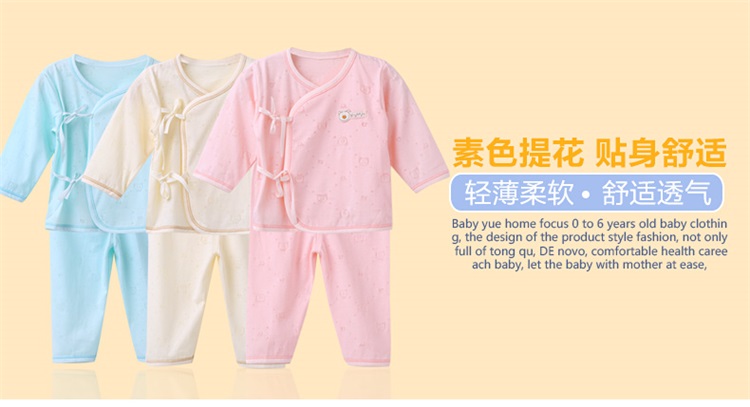 素色提花 贴身舒适
轻薄柔软·舒适透气
Baby yue home focus 0 to 6 years old baby clothin
g, the design of the product style fashion, not only
full of tong qu, DE novo, comfortable health caree
ach baby, let the baby with mother at ease,